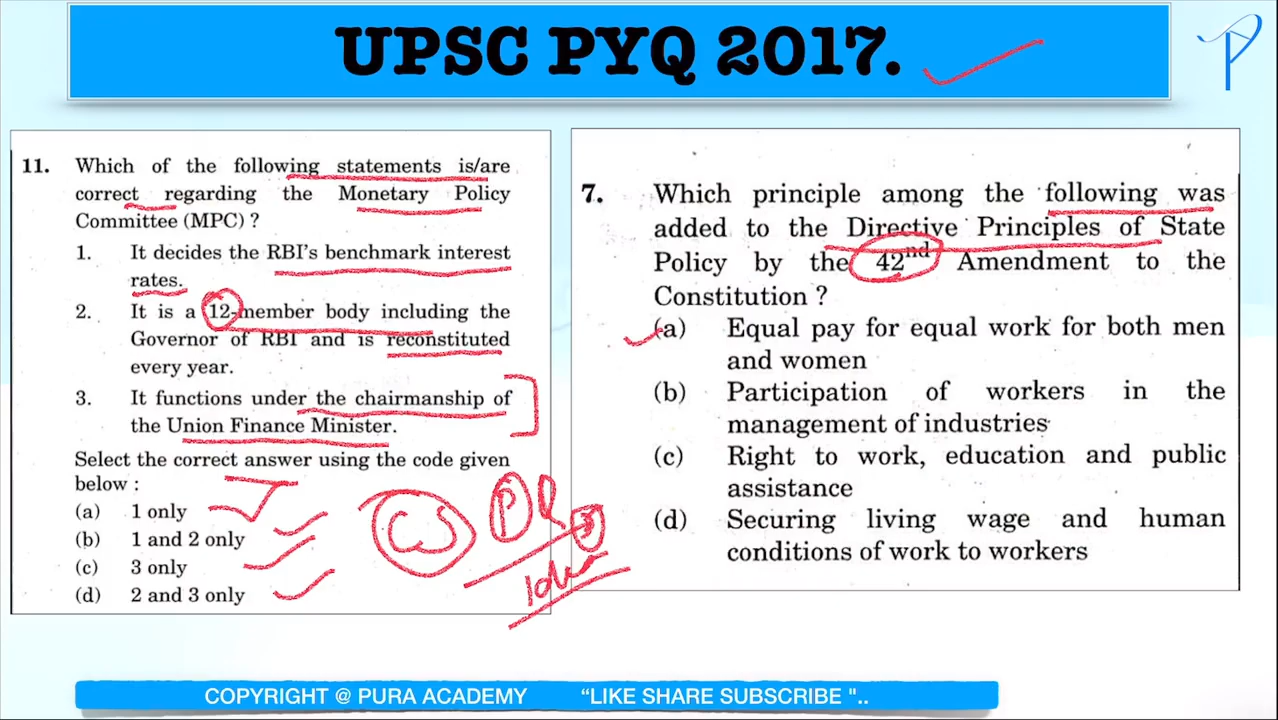 UPSC PYQ 2017.
11. Which of the following statements is/are
correct regarding the Monetary Policy
Committee (MPC) ?
1. It decides the RBI's benchmark interest
rates.
2. It is a 12-member body including the
Governor of RBI and is reconstituted
every year.
3. It functions under the chairmanship of
the Union Finance Minister.
Select the correct answer using the code given
below :
(a) 1 only
(b) 1 and 2 only
(c) 3 only
(d) 2 and 3 only
7. Which principle among the following was
added to the Directive Principles of State
Policy by the 42nd Amendment to the
Constitution ?
(a) Equal pay for equal work for both men
and women
(b) Participation of workers in the
management of industries
(c) Right to work, education and public
assistance
(d) Securing living wage and human
conditions of work to workers
COPYRIGHT @ PURA ACADEMY “LIKE SHARE SUBSCRIBE "..